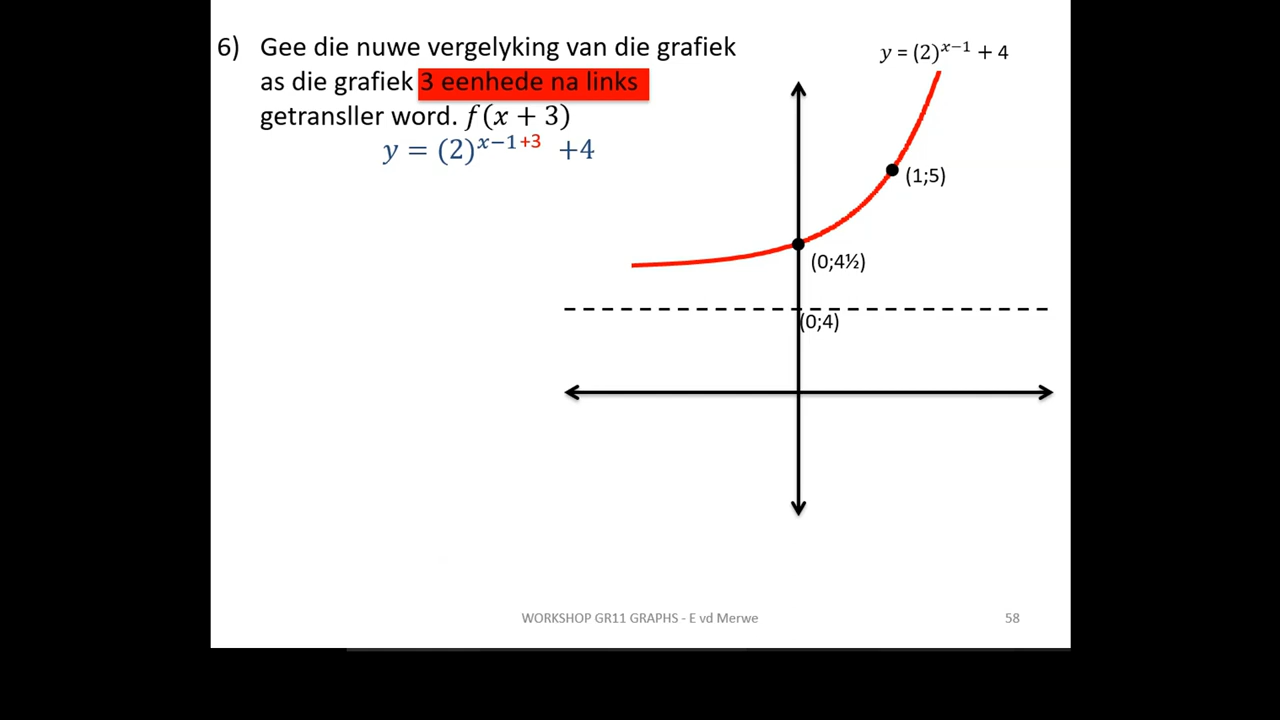 6) Gee die nuwe vergelyking van die grafiek
as die grafiek 3 eenhede na links
getransller word. f(x + 3)
y = (2)^{x−1+3} +4
y = (2)^{x−1} + 4
(1;5)
(0;4½)
(0;4)
WORKSHOP GR11 GRAPHS - E vd Merwe
58